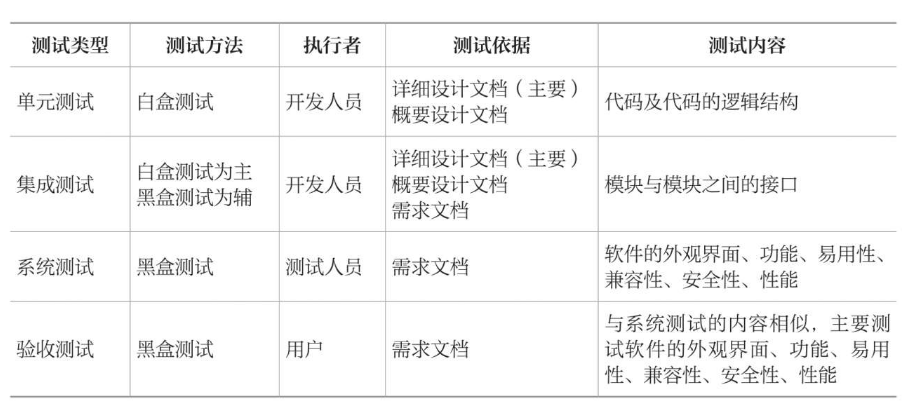 测试类型 测试方法 执行者 测试依据 测试内容
单元测试 白盒测试 开发人员 详细设计文档（主要）
概要设计文档 代码及代码的逻辑结构
集成测试 白盒测试为主
黑盒测试为辅 开发人员 详细设计文档（主要）
概要设计文档
需求文档 模块与模块之间的接口
系统测试 黑盒测试 测试人员 需求文档 软件的外观界面、功能、易用性、
兼容性、安全性、性能
验收测试 黑盒测试 用户 需求文档 与系统测试的内容相似，主要测
试软件的外观界面、功能、易用
性、兼容性、安全性、性能